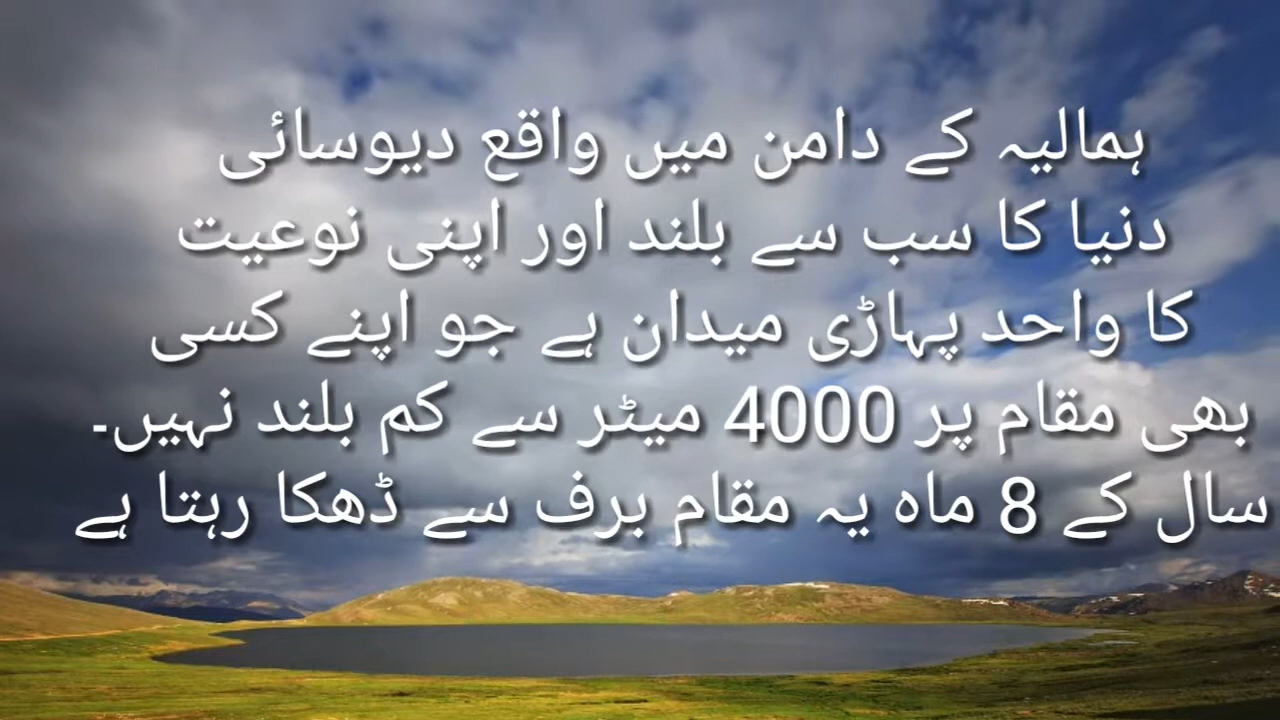 ہمالیہ کے دامن میں واقع دیوسائی
دنیا کا سب سے بلند اور اپنی نوعیت
کا واحد پہاڑی میدان ہے جو اپنے کسی
بھی مقام پر 4000 میٹر سے کم بلند نہیں۔
سال کے 8 ماہ یہ مقام برف سے ڈھکا رہتا ہے